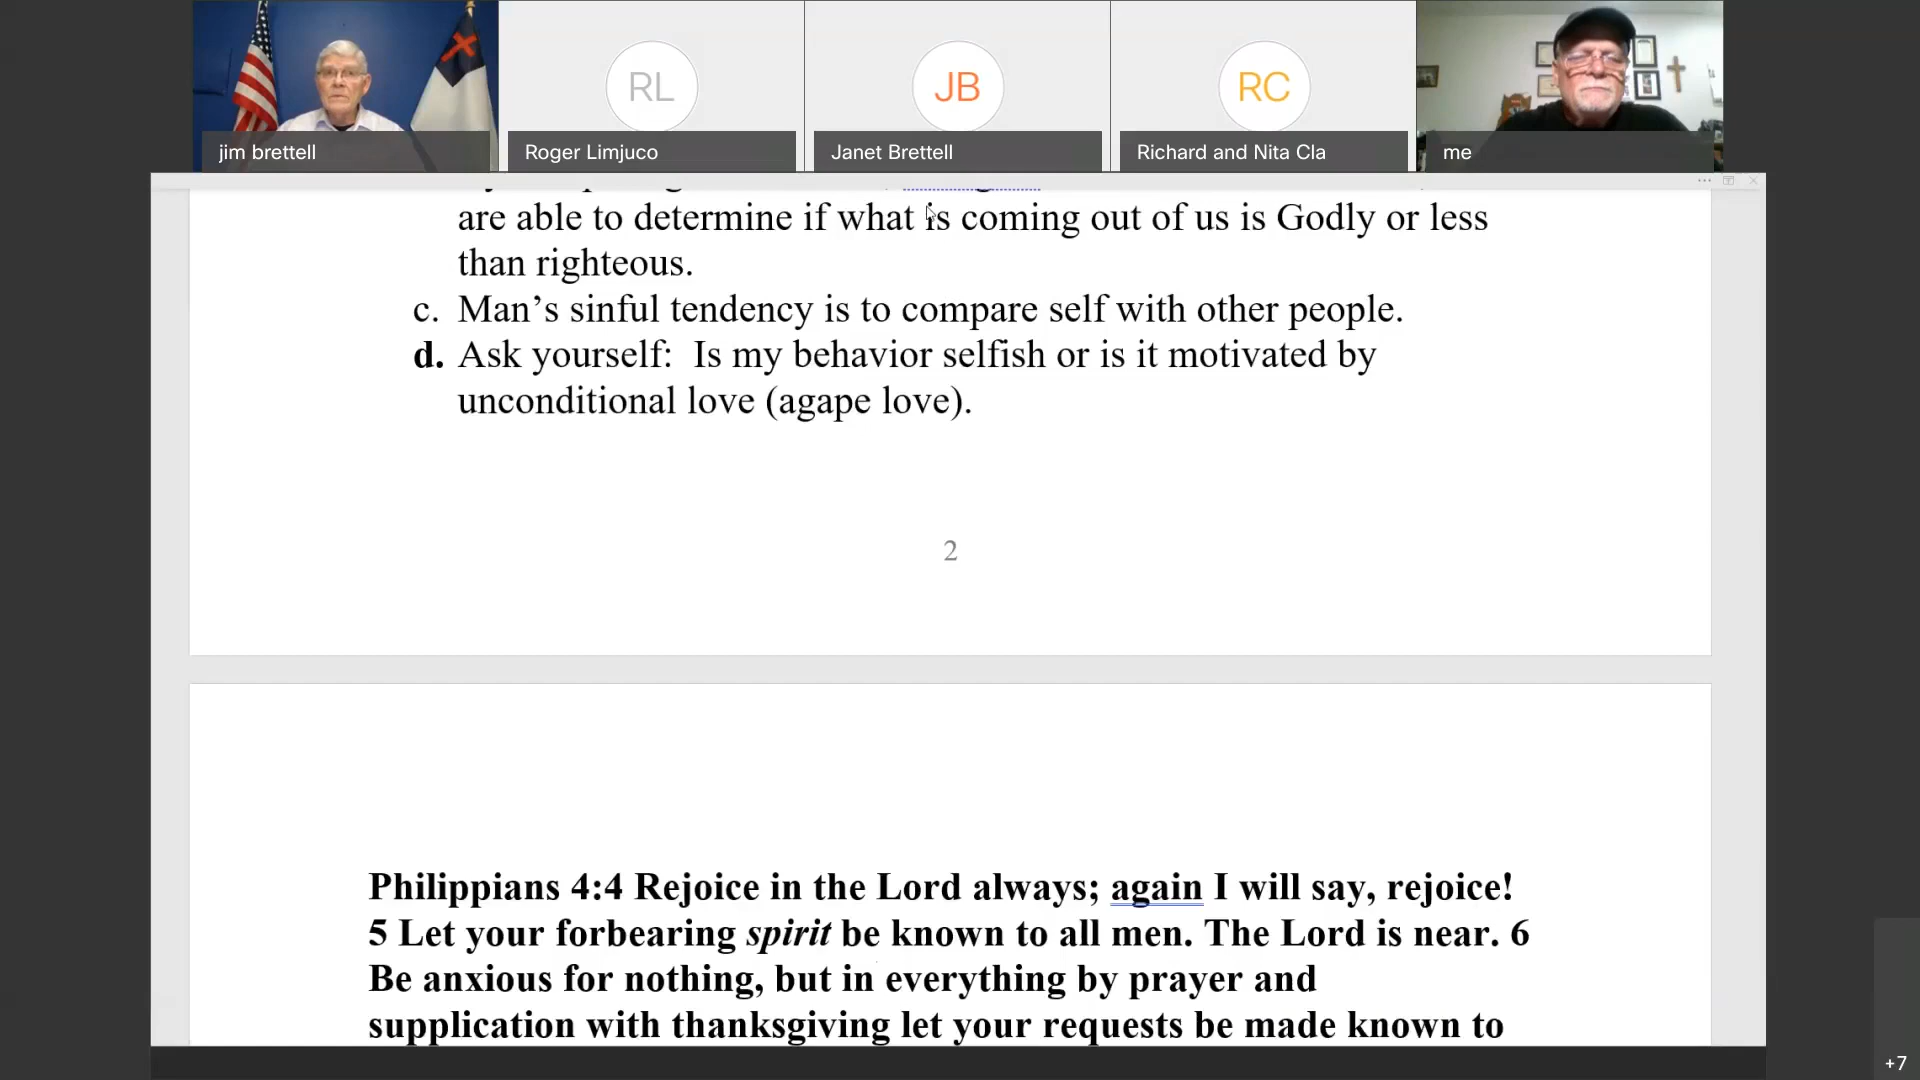 RL
JB
RC
jim brettell
Roger Limjuco
Janet Brettell
Richard and Nita Cla
me
are able to determine if what is coming out of us is Godly or less
than righteous.
c. Man’s sinful tendency is to compare self with other people.
d. Ask yourself:  Is my behavior selfish or is it motivated by
unconditional love (agape love).
2
Philippians 4:4 Rejoice in the Lord always; again I will say, rejoice!
5 Let your forbearing spirit be known to all men. The Lord is near. 6
Be anxious for nothing, but in everything by prayer and
supplication with thanksgiving let your requests be made known to
+7